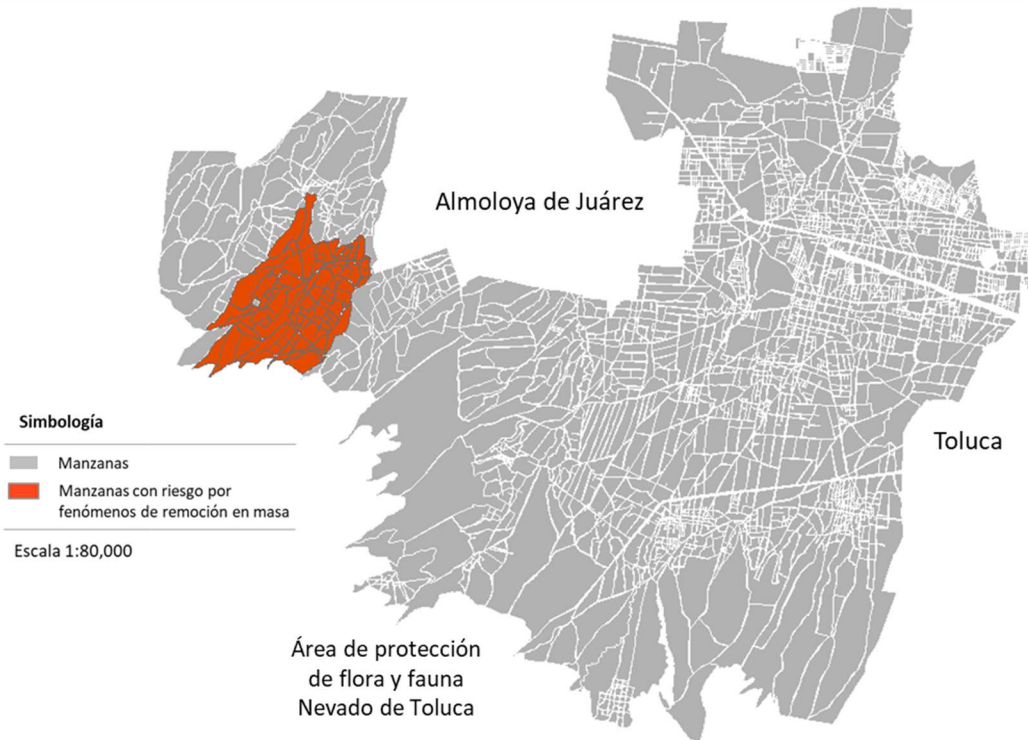 Almoloya de Juárez
Toluca
Simbología
Manzanas
Manzanas con riesgo por
fenómenos de remoción en masa
Escala 1:80,000
Área de protección
de flora y fauna
Nevado de Toluca